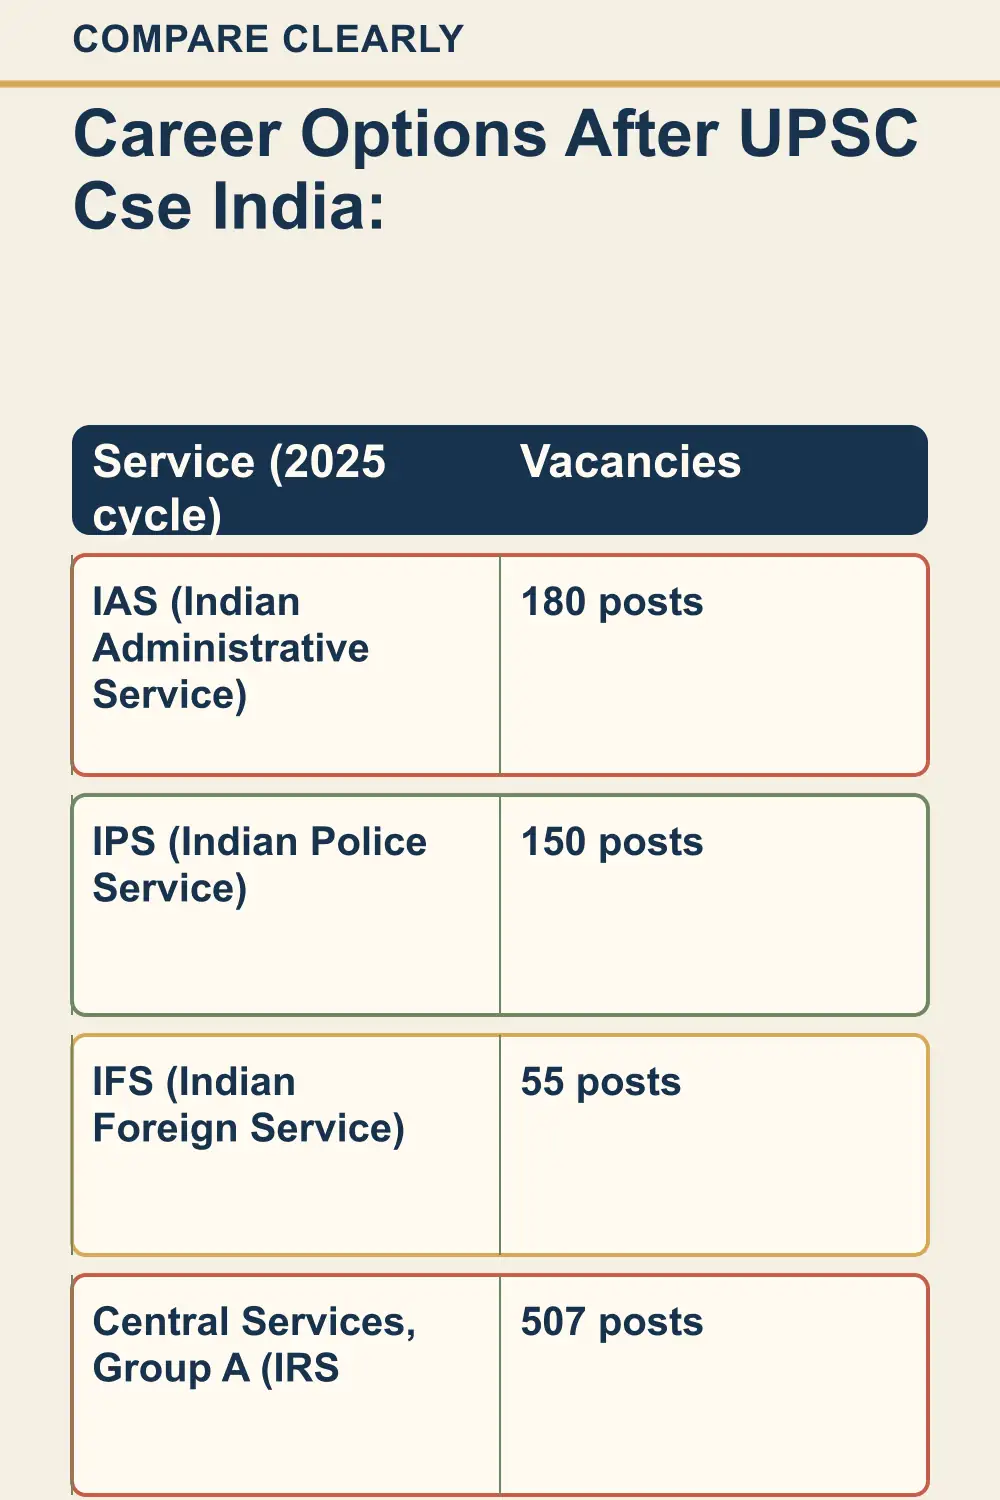 COMPARE CLEARLY
Career Options After UPSC
Cse India:
Service (2025
cycle)
Vacancies
IAS (Indian
Administrative
Service)
180 posts
IPS (Indian Police
Service)
150 posts
IFS (Indian
Foreign Service)
55 posts
Central Services,
Group A (IRS
507 posts